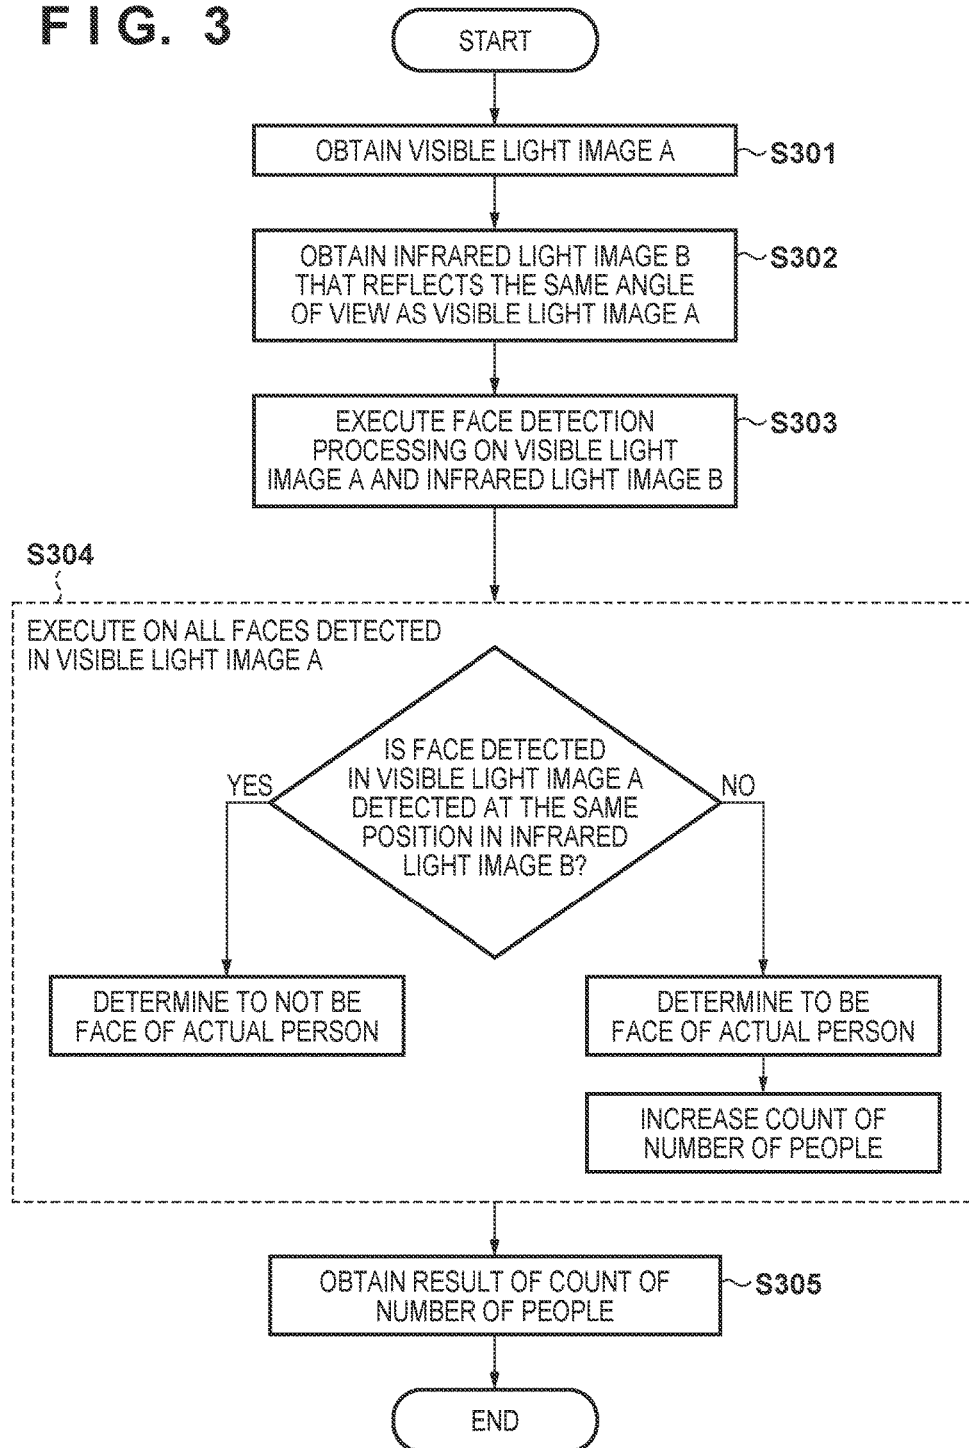 FIG. 3
START
OBTAIN VISIBLE LIGHT IMAGE A
S301
OBTAIN INFRARED LIGHT IMAGE B
THAT REFLECTS THE SAME ANGLE
OF VIEW AS VISIBLE LIGHT IMAGE A
S302
EXECUTE FACE DETECTION
PROCESSING ON VISIBLE LIGHT
IMAGE A AND INFRARED LIGHT IMAGE B
S303
S304
EXECUTE ON ALL FACES DETECTED
IN VISIBLE LIGHT IMAGE A
IS FACE DETECTED
IN VISIBLE LIGHT IMAGE A
DETECTED AT THE SAME
POSITION IN INFRARED
LIGHT IMAGE B?
YES
NO
DETERMINE TO NOT BE
FACE OF ACTUAL PERSON
DETERMINE TO BE
FACE OF ACTUAL PERSON
INCREASE COUNT OF
NUMBER OF PEOPLE
OBTAIN RESULT OF COUNT OF
NUMBER OF PEOPLE
S305
END